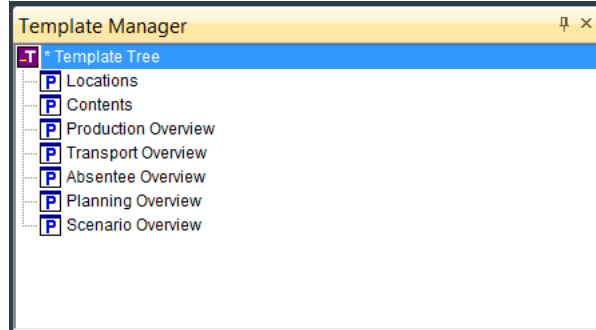 Template Manager
T * Template Tree
P Locations
P Contents
P Production Overview
P Transport Overview
P Absentee Overview
P Planning Overview
P Scenario Overview